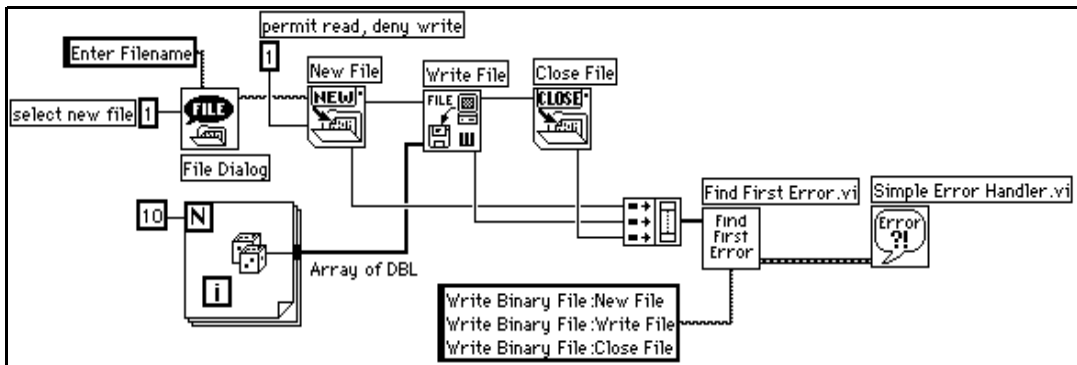 permit read, deny write
Enter Filename
1
New File
Write File
Close File
NEW
FILE
CLOSE
select new file
1
FILE
W
File Dialog
Find First Error.vi
Simple Error Handler.vi
10
N
Find
First
Error
Error
?!
Array of DBL
i
Write Binary File:New File
Write Binary File:Write File
Write Binary File:Close File